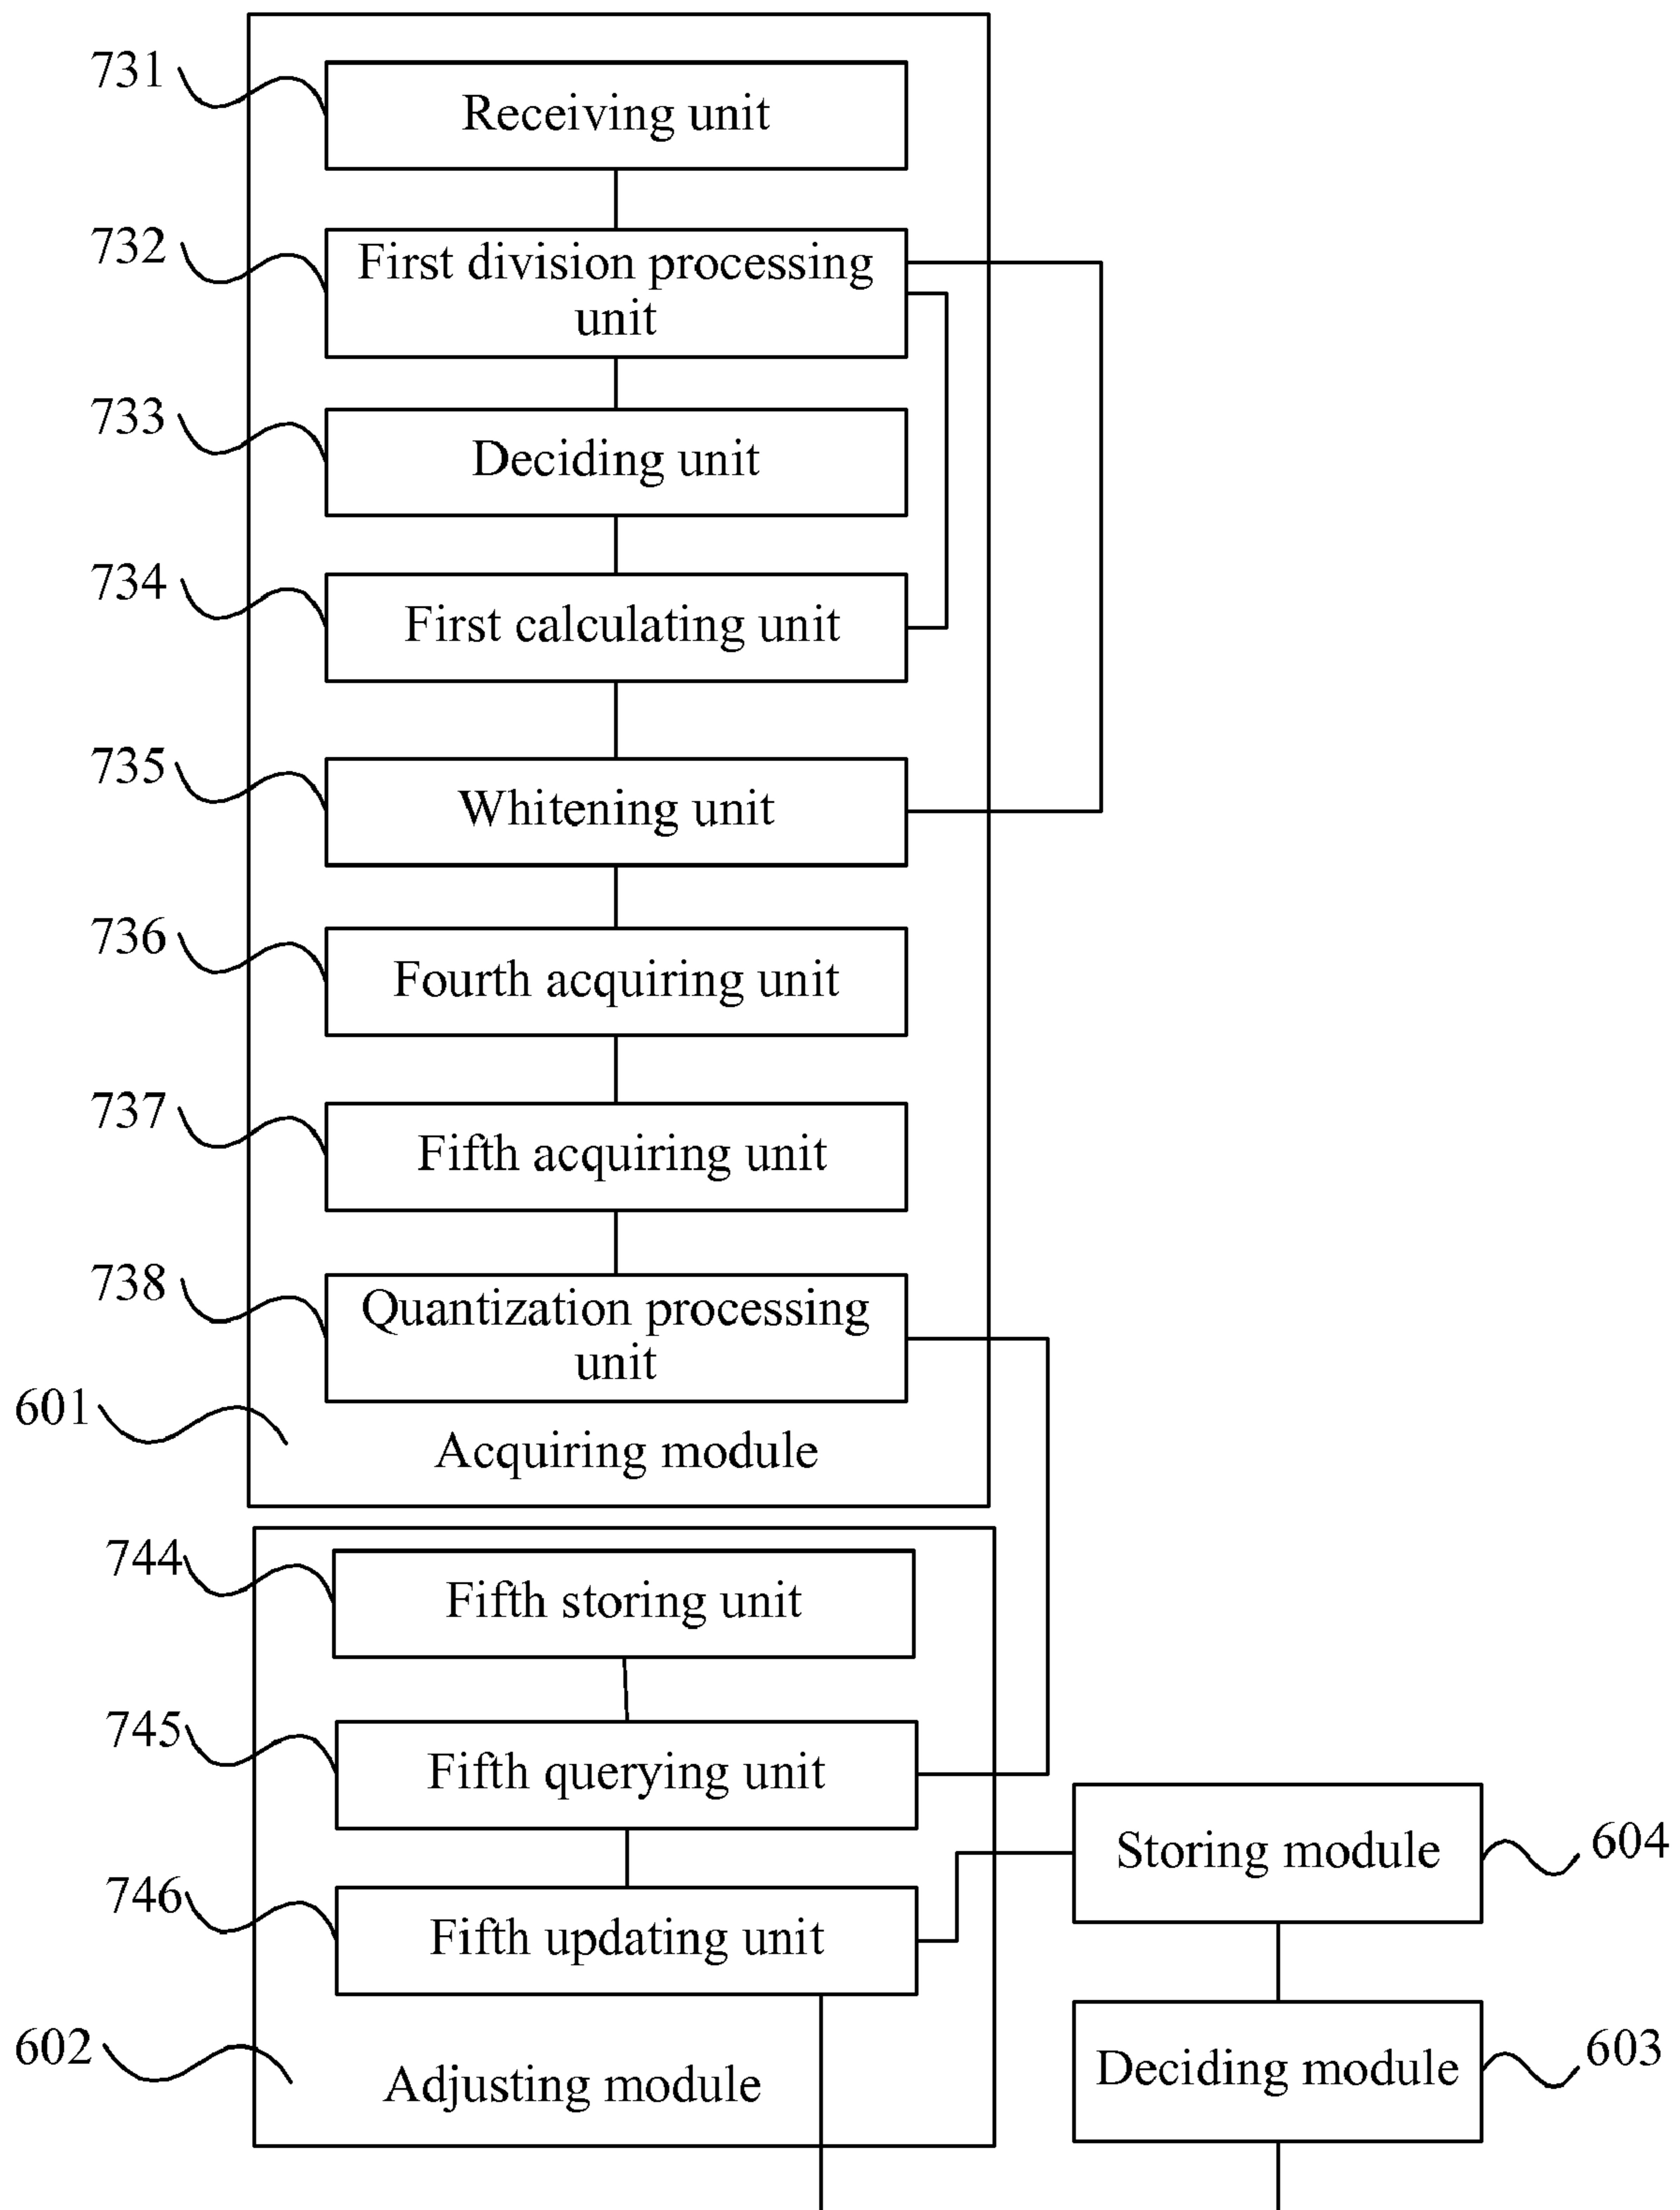 731
Receiving unit
732
First division processing
unit
733
Deciding unit
734
First calculating unit
735
Whitening unit
736
Fourth acquiring unit
737
Fifth acquiring unit
738
Quantization processing
unit
601
Acquiring module
744
Fifth storing unit
745
Fifth querying unit
746
Fifth updating unit
Storing module
604
602
Adjusting module
Deciding module
603